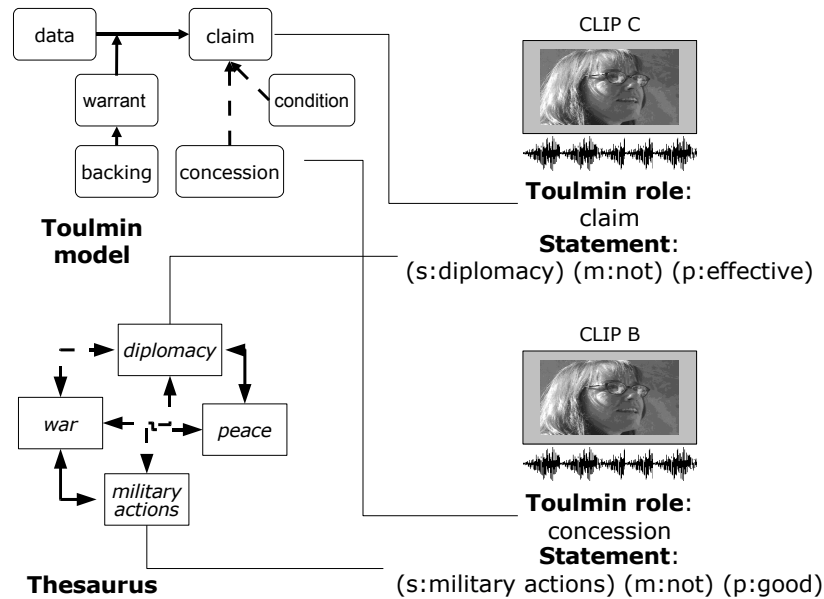 data
claim
warrant
condition
backing
concession
Toulmin
model
diplomacy
war
peace
military
actions
Thesaurus
CLIP C
Toulmin role:
claim
Statement:
(s:diplomacy) (m:not) (p:effective)
CLIP B
Toulmin role:
concession
Statement:
(s:military actions) (m:not) (p:good)